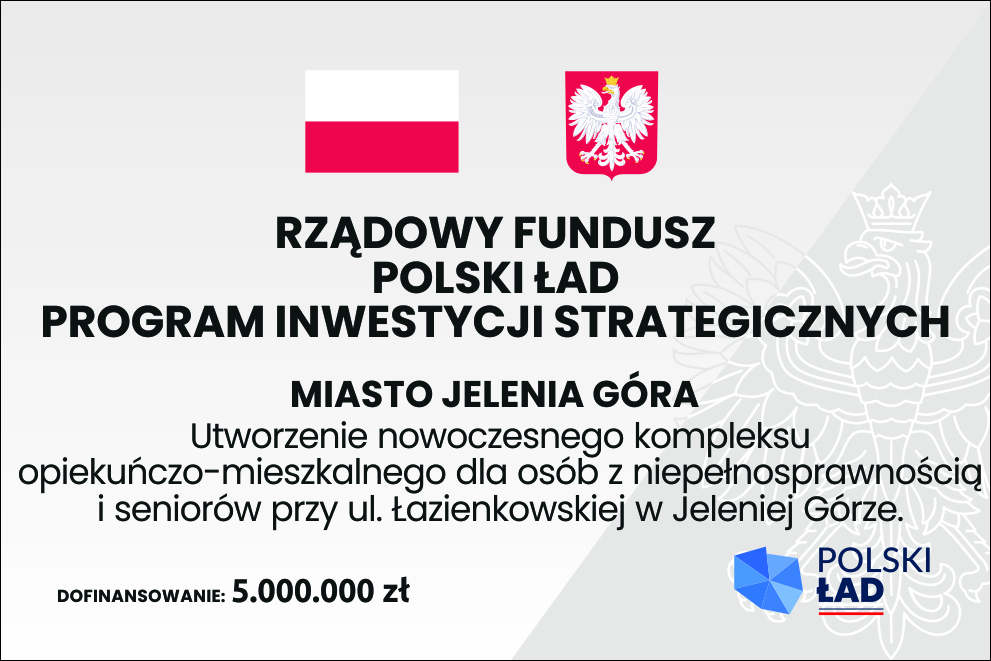 RZĄDOWY FUNDUSZ
POLSKI ŁAD
PROGRAM INWESTYCJI STRATEGICZNYCH
MIASTO JELENIA GÓRA
Utworzenie nowoczesnego kompleksu
opiekuńczo-mieszkalnego dla osób z niepełnosprawnością
i seniorów przy ul. Łazienkowskiej w Jeleniej Górze.
DOFINANSOWANIE: 5.000.000 zł
POLSKI
ŁAD